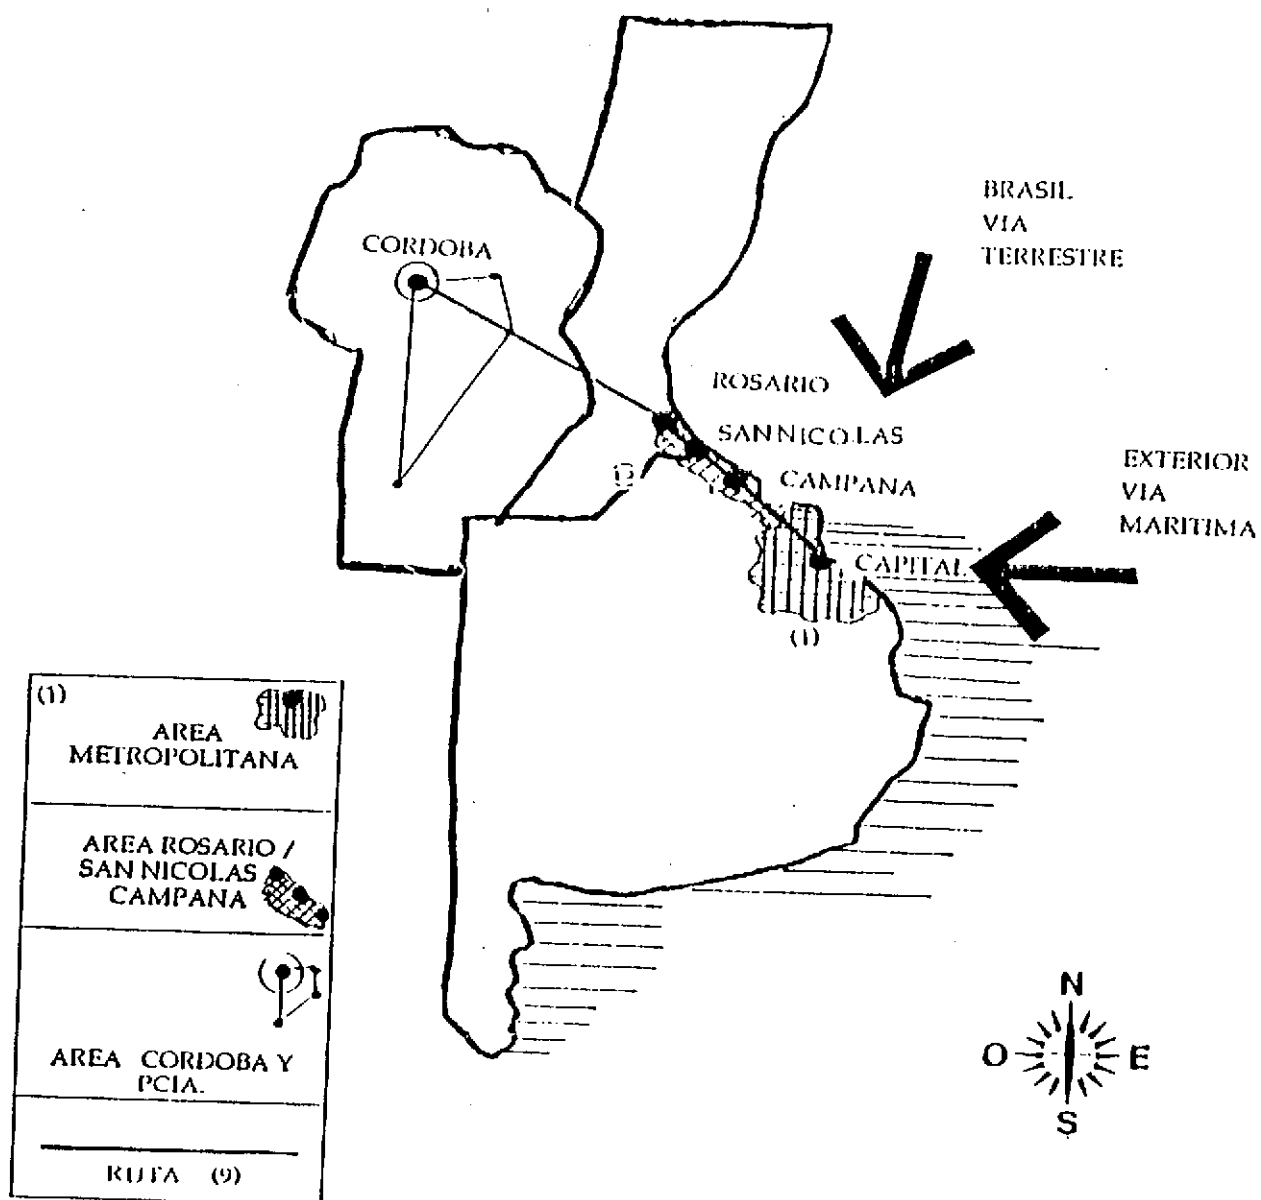 BRASIL
VIA
TERRESTRE
CORDOBA
ROSARIO
SAN NICOLAS
CAMPANA
EXTERIOR
VIA
MARITIMA
CAPITAL
(1)
(1)
AREA
METROPOLITANA
AREA ROSARIO /
SAN NICOLAS
CAMPANA
AREA CORDOBA Y
PCIA.
RUTA (9)
N
O E
S